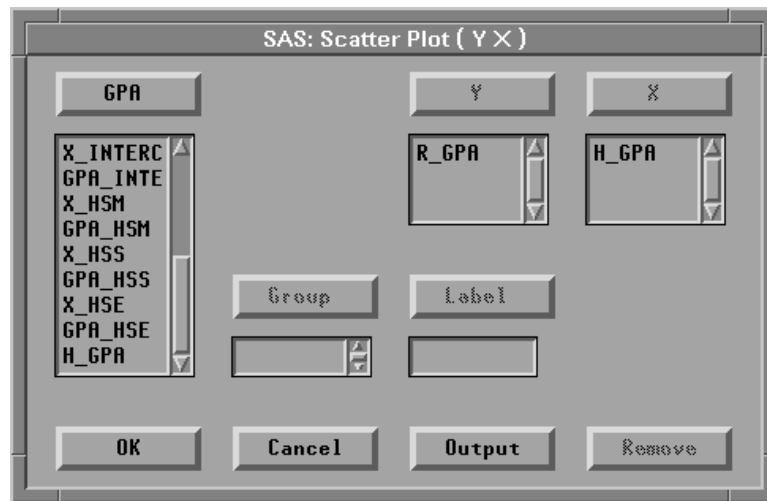 SAS: Scatter Plot ( Y X )
GPA
Y
X
X_INTERC
GPA_INTE
X_HSM
GPA_HSM
X_HSS
GPA_HSS
X_HSE
GPA_HSE
H_GPA
R_GPA
H_GPA
Group
Label
OK
Cancel
Output
Remove